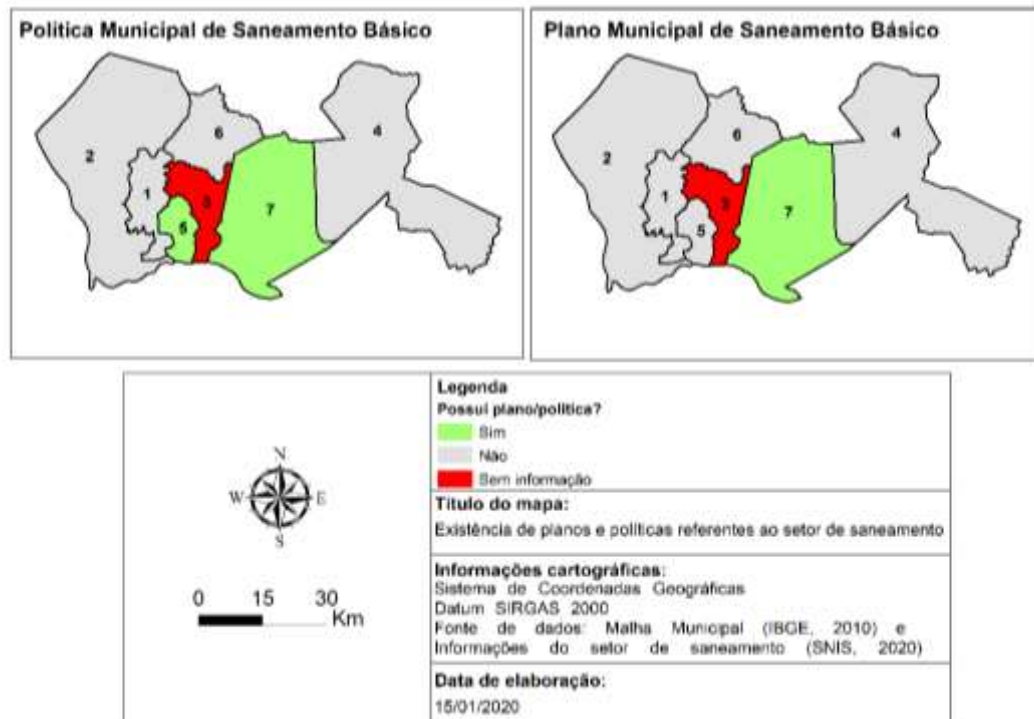 Política Municipal de Saneamento Básico
2
6
4
1
3
5
7
Plano Municipal de Saneamento Básico
2
6
4
1
3
5
7
N
W E
S
0 15 30
Km
Legenda
Possui plano/política?
Sim
Não
Sem informação
Título do mapa:
Existência de planos e políticas referentes ao setor de saneamento
Informações cartográficas:
Sistema de Coordenadas Geográficas
Datum SIRGAS 2000
Fonte de dados: Malha Municipal (IBGE, 2010) e
Informações do setor de saneamento (SNIS, 2020)
Data de elaboração:
15/01/2020